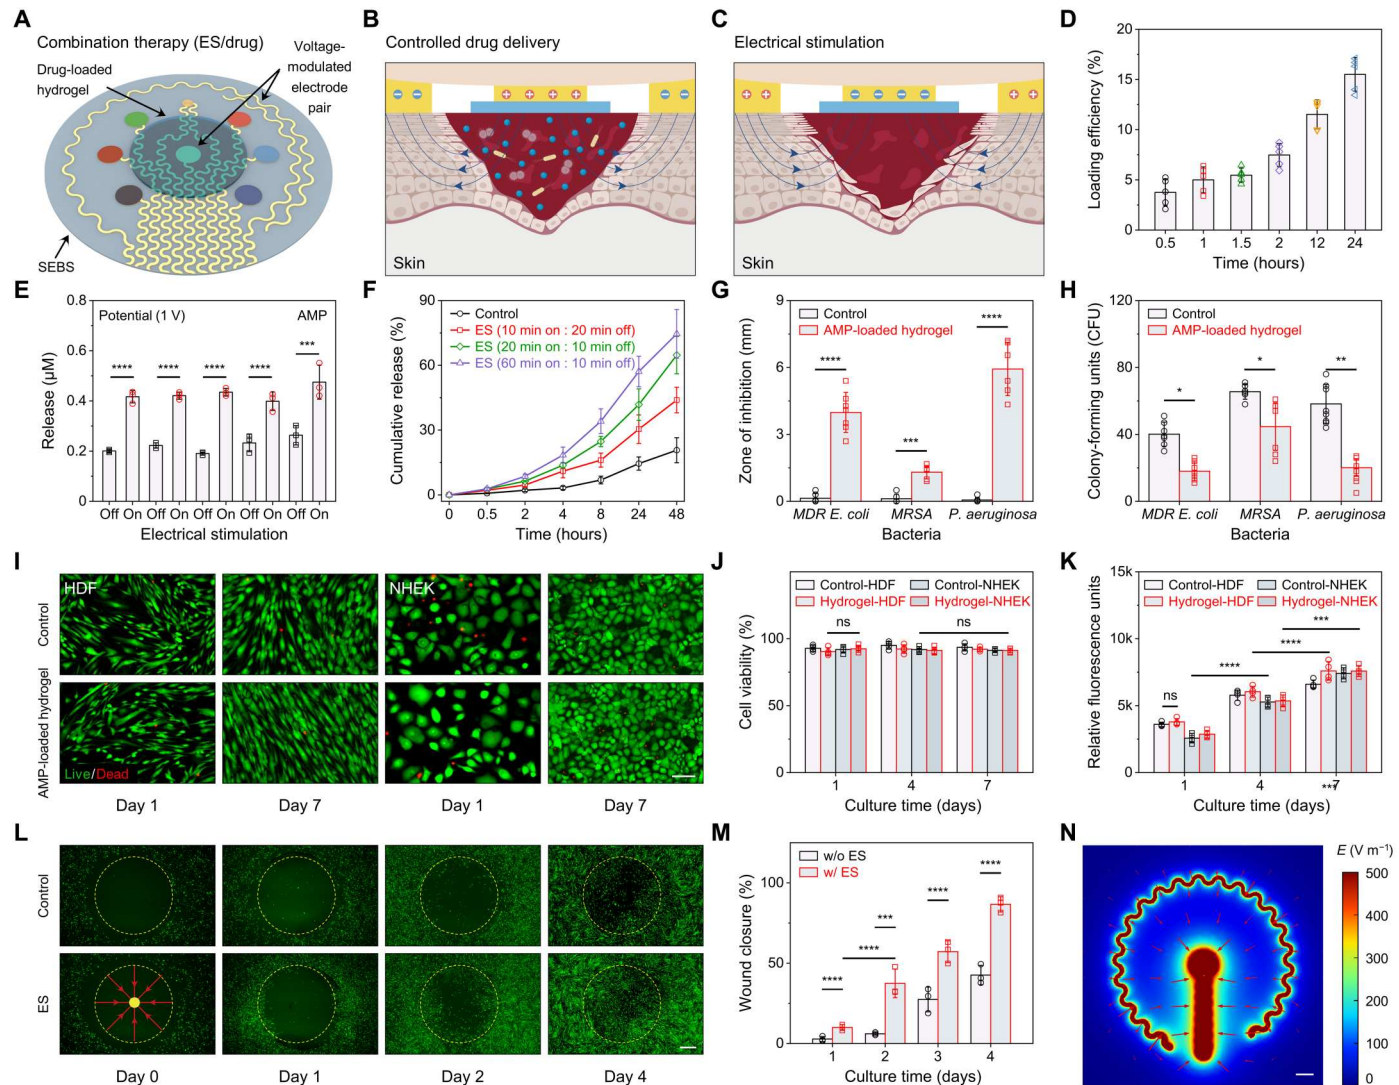 A
Combination therapy (ES/drug)
Drug-loaded
hydrogel
Voltage-
modulated
electrode
pair
SEBS
B
Controlled drug delivery
Skin
C
Electrical stimulation
Skin
D
Loading efficiency (%)
20
15
10
5
0
0.5 1 1.5 2 12 24
Time (hours)
E
Release (µM)
0.8
0.6
0.4
0.2
0.0
Potential (1 V)
AMP
**** **** **** **** ***
Off On Off On Off On Off On Off On
Electrical stimulation
F
Cumulative release (%)
90
60
30
0
Control
ES (10 min on : 20 min off)
ES (20 min on : 10 min off)
ES (60 min on : 10 min off)
0 0.5 2 4 8 24 48
Time (hours)
G
Zone of inhibition (mm)
9
6
3
0
Control
AMP-loaded hydrogel
**** *** ****
MDR E. coli MRSA P. aeruginosa
Bacteria
H
Colony-forming units (CFU)
120
80
40
0
Control
AMP-loaded hydrogel
* * **
MDR E. coli MRSA P. aeruginosa
Bacteria
I
HDF
NHEK
Control
AMP-loaded hydrogel
Live/Dead
Day 1 Day 7 Day 1 Day 7
J
Cell viability (%)
100
50
0
Control-HDF Control-NHEK
Hydrogel-HDF Hydrogel-NHEK
ns ns
1 4 7
Culture time (days)
K
Relative fluorescence units
15k
10k
5k
0
Control-HDF Control-NHEK
Hydrogel-HDF Hydrogel-NHEK
***
****
****
ns
1 4 7
***
Culture time (days)
L
Control
ES
Day 0 Day 1 Day 2 Day 4
M
Wound closure (%)
100
50
0
w/o ES
w/ ES
****
****
***
****
****
1 2 3 4
Culture time (days)
N
E (V m⁻¹)
500
400
300
200
100
0